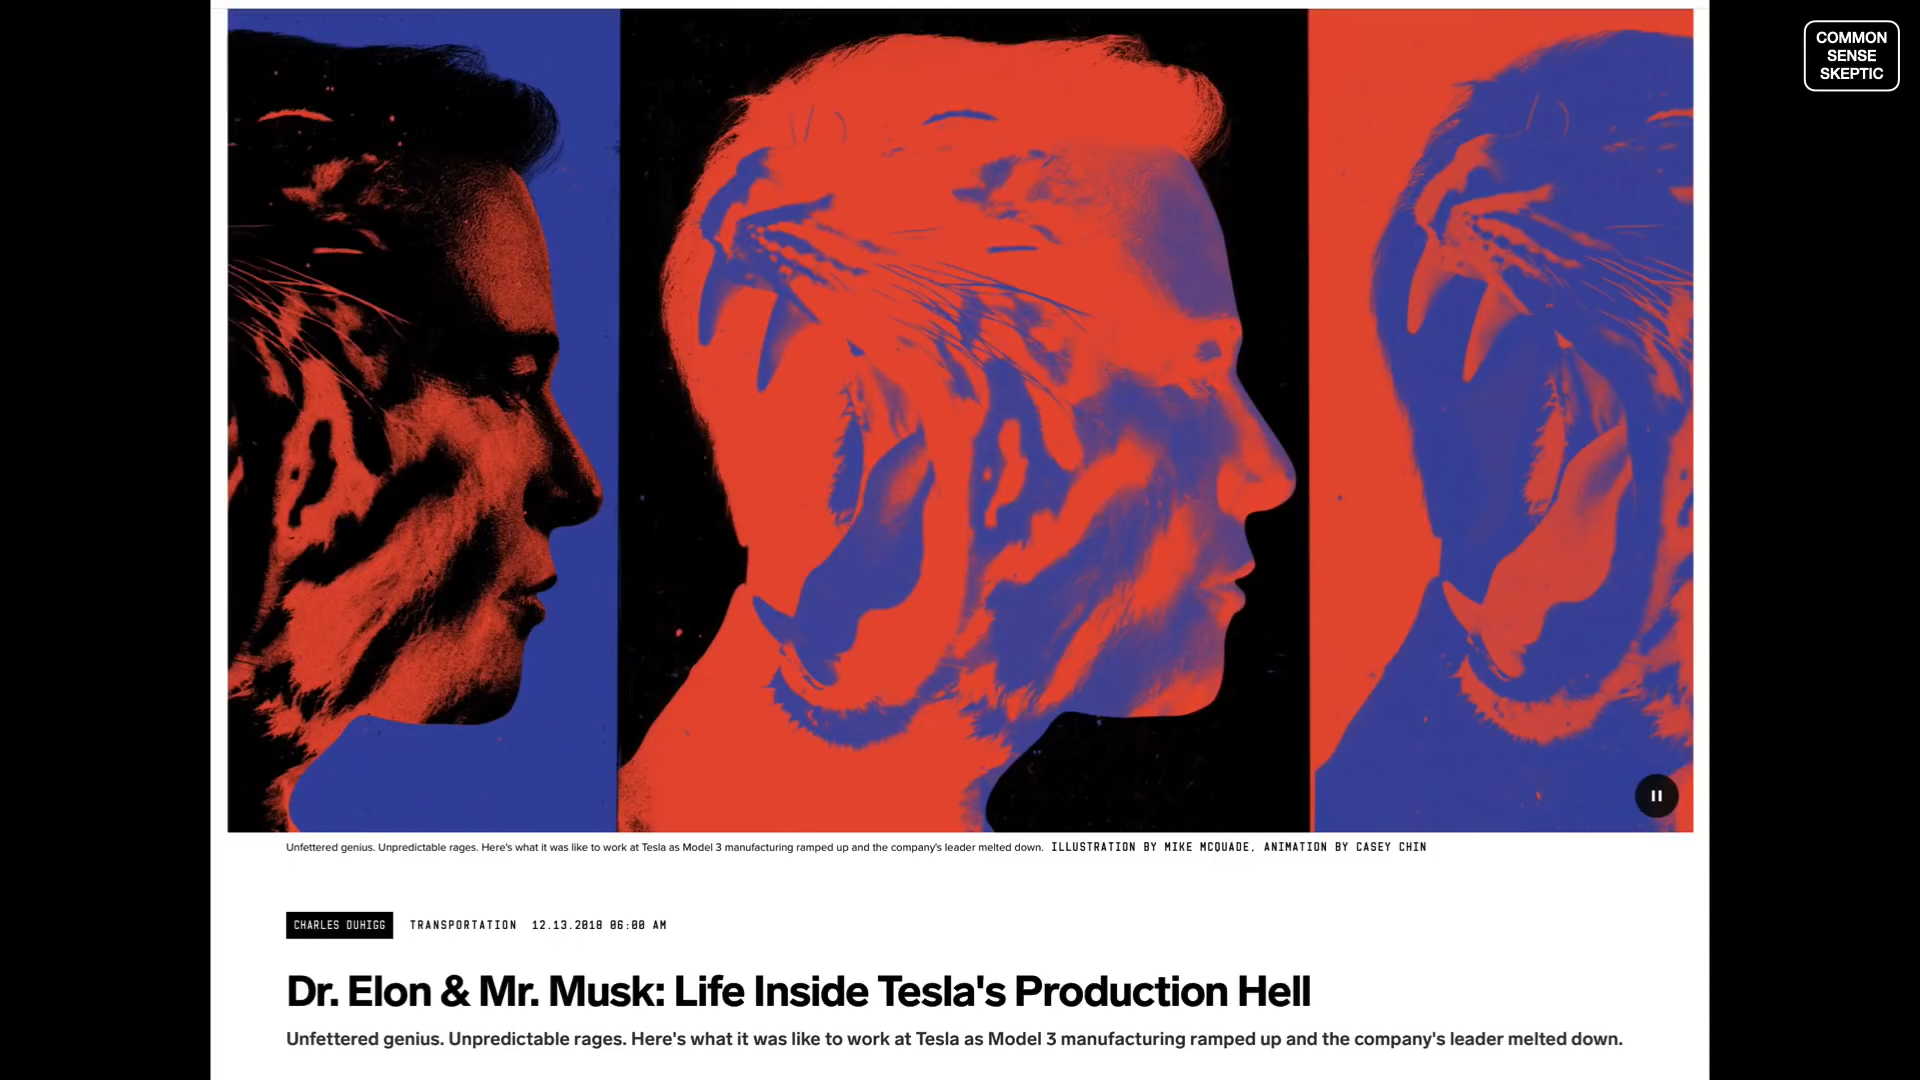 COMMON
SENSE
SKEPTIC
Unfettered genius. Unpredictable rages. Here's what it was like to work at Tesla as Model 3 manufacturing ramped up and the company's leader melted down. ILLUSTRATION BY MIKE MCQUADE, ANIMATION BY CASEY CHIN
CHARLES DUHIGG TRANSPORTATION 12.13.2018 06:00 AM
Dr. Elon & Mr. Musk: Life Inside Tesla's Production Hell
Unfettered genius. Unpredictable rages. Here's what it was like to work at Tesla as Model 3 manufacturing ramped up and the company's leader melted down.